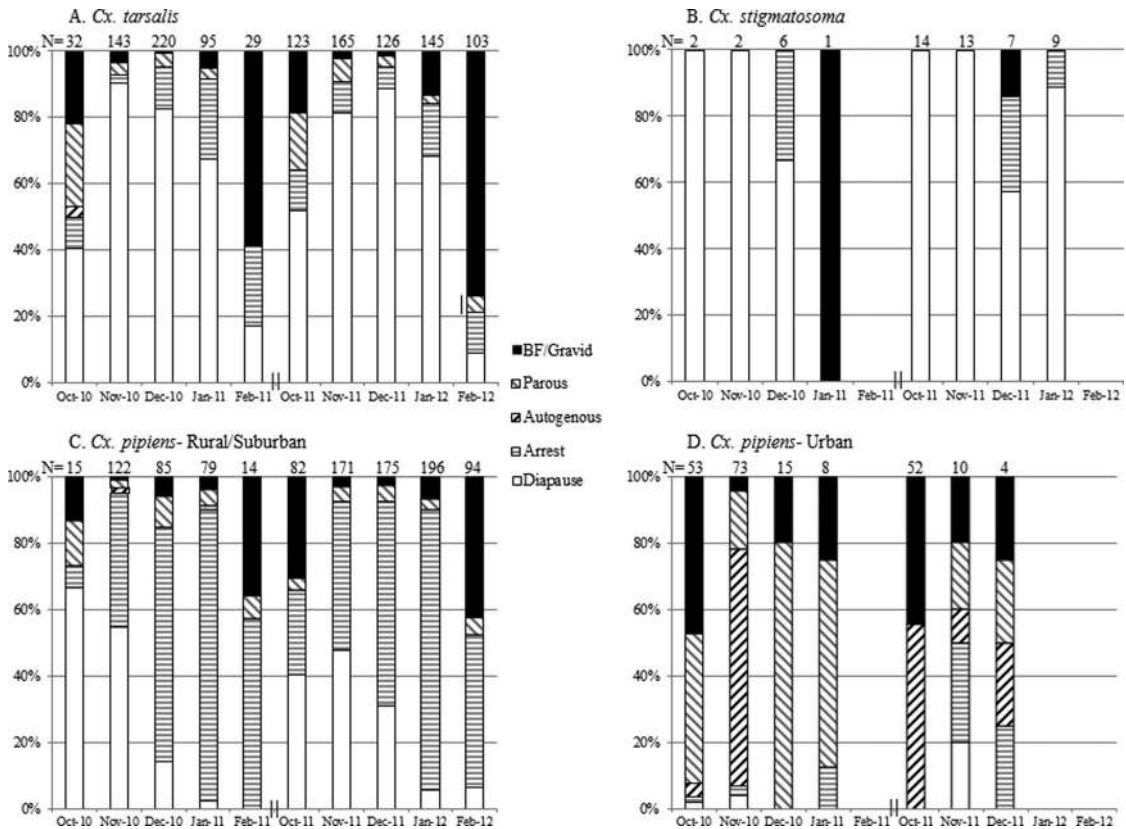 A. Cx. tarsalis
N= 32 143 220 95 29 123 165 126 145 103
100%
80%
60%
40%
20%
0%
Oct-10 Nov-10 Dec-10 Jan-11 Feb-11 Oct-11 Nov-11 Dec-11 Jan-12 Feb-12
B. Cx. stigmatosoma
N= 2 2 6 1 14 13 7 9
100%
80%
60%
40%
20%
0%
Oct-10 Nov-10 Dec-10 Jan-11 Feb-11 Oct-11 Nov-11 Dec-11 Jan-12 Feb-12
BF/Gravid
Parous
Autogenous
Arrest
Diapause
C. Cx. pipiens- Rural/Suburban
N= 15 122 85 79 14 82 171 175 196 94
100%
80%
60%
40%
20%
0%
Oct-10 Nov-10 Dec-10 Jan-11 Feb-11 Oct-11 Nov-11 Dec-11 Jan-12 Feb-12
D. Cx. pipiens- Urban
N= 53 73 15 8 52 10 4
100%
80%
60%
40%
20%
0%
Oct-10 Nov-10 Dec-10 Jan-11 Feb-11 Oct-11 Nov-11 Dec-11 Jan-12 Feb-12